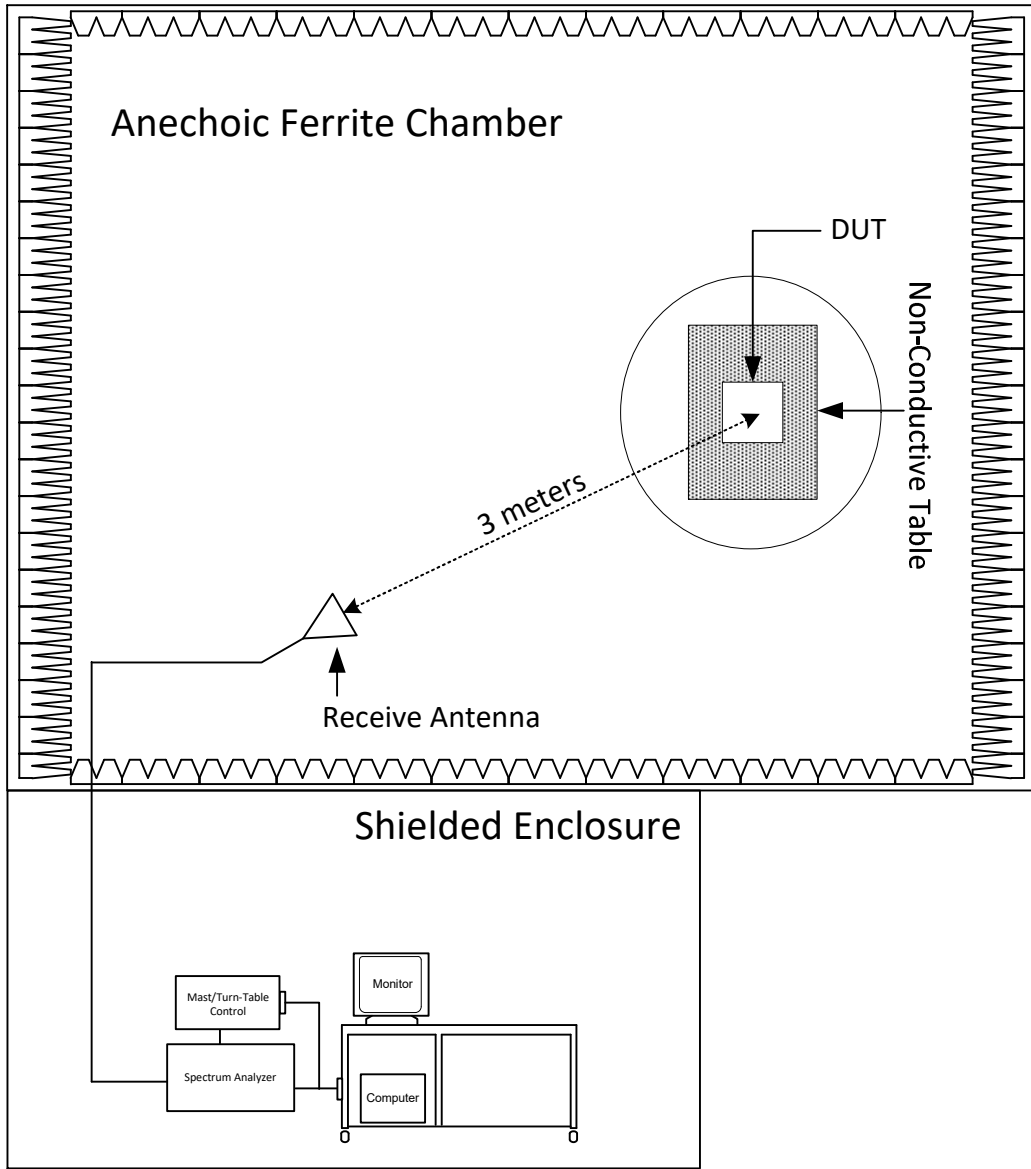 Anechoic Ferrite Chamber
DUT
Non-Conductive Table
3 meters
Receive Antenna
Shielded Enclosure
Monitor
Mast/Turn-Table
Control
Spectrum Analyzer
Computer